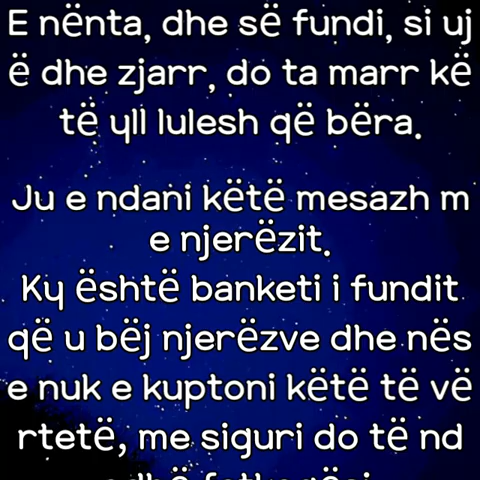 E nënta, dhe së fundi, si uj
ë dhe zjarr, do ta marr kë
të yll lulesh që bëra.
Ju e ndani këtë mesazh m
e njerëzit.
Ky është banketi i fundit
që u bëj njerëzve dhe nës
e nuk e kuptoni këtë të vë
rtetë, me siguri do të nd